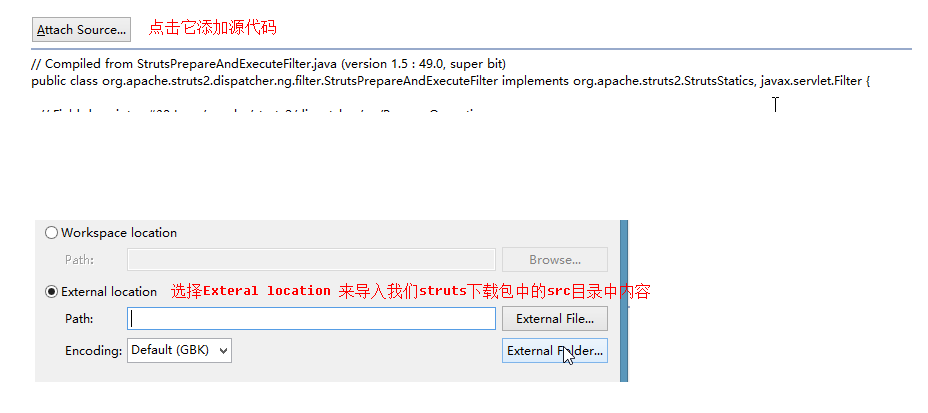 Attach Source... 点击它添加源代码
// Compiled from StrutsPrepareAndExecuteFilter.java (version 1.5 : 49.0, super bit)
public class org.apache.struts2.dispatcher.ng.filter.StrutsPrepareAndExecuteFilter implements org.apache.struts2.StrutsStatics, javax.servlet.Filter {
Workspace location
Path: Browse...
External location 选择Exteral location 来导入我们struts下载包中的src目录中内容
Path: External File...
Encoding: Default (GBK) External Folder...